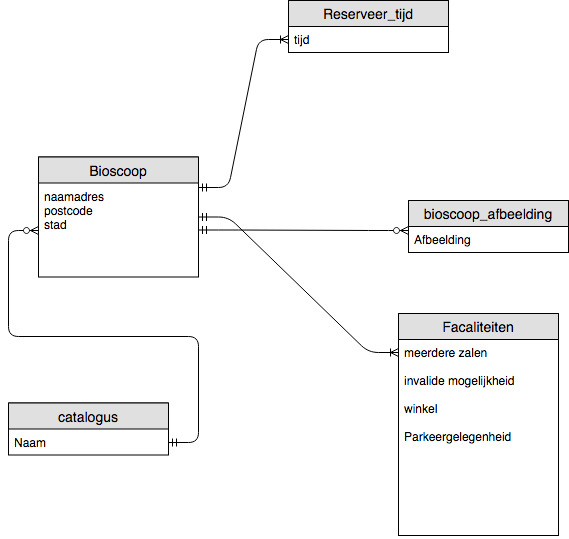 Reserveer_tijd
tijd
Bioscoop
naamadres
postcode
stad
bioscoop_afbeelding
Afbeelding
Facaliteiten
meerdere zalen
invalide mogelijkheid
winkel
Parkeergelegenheid
catalogus
Naam